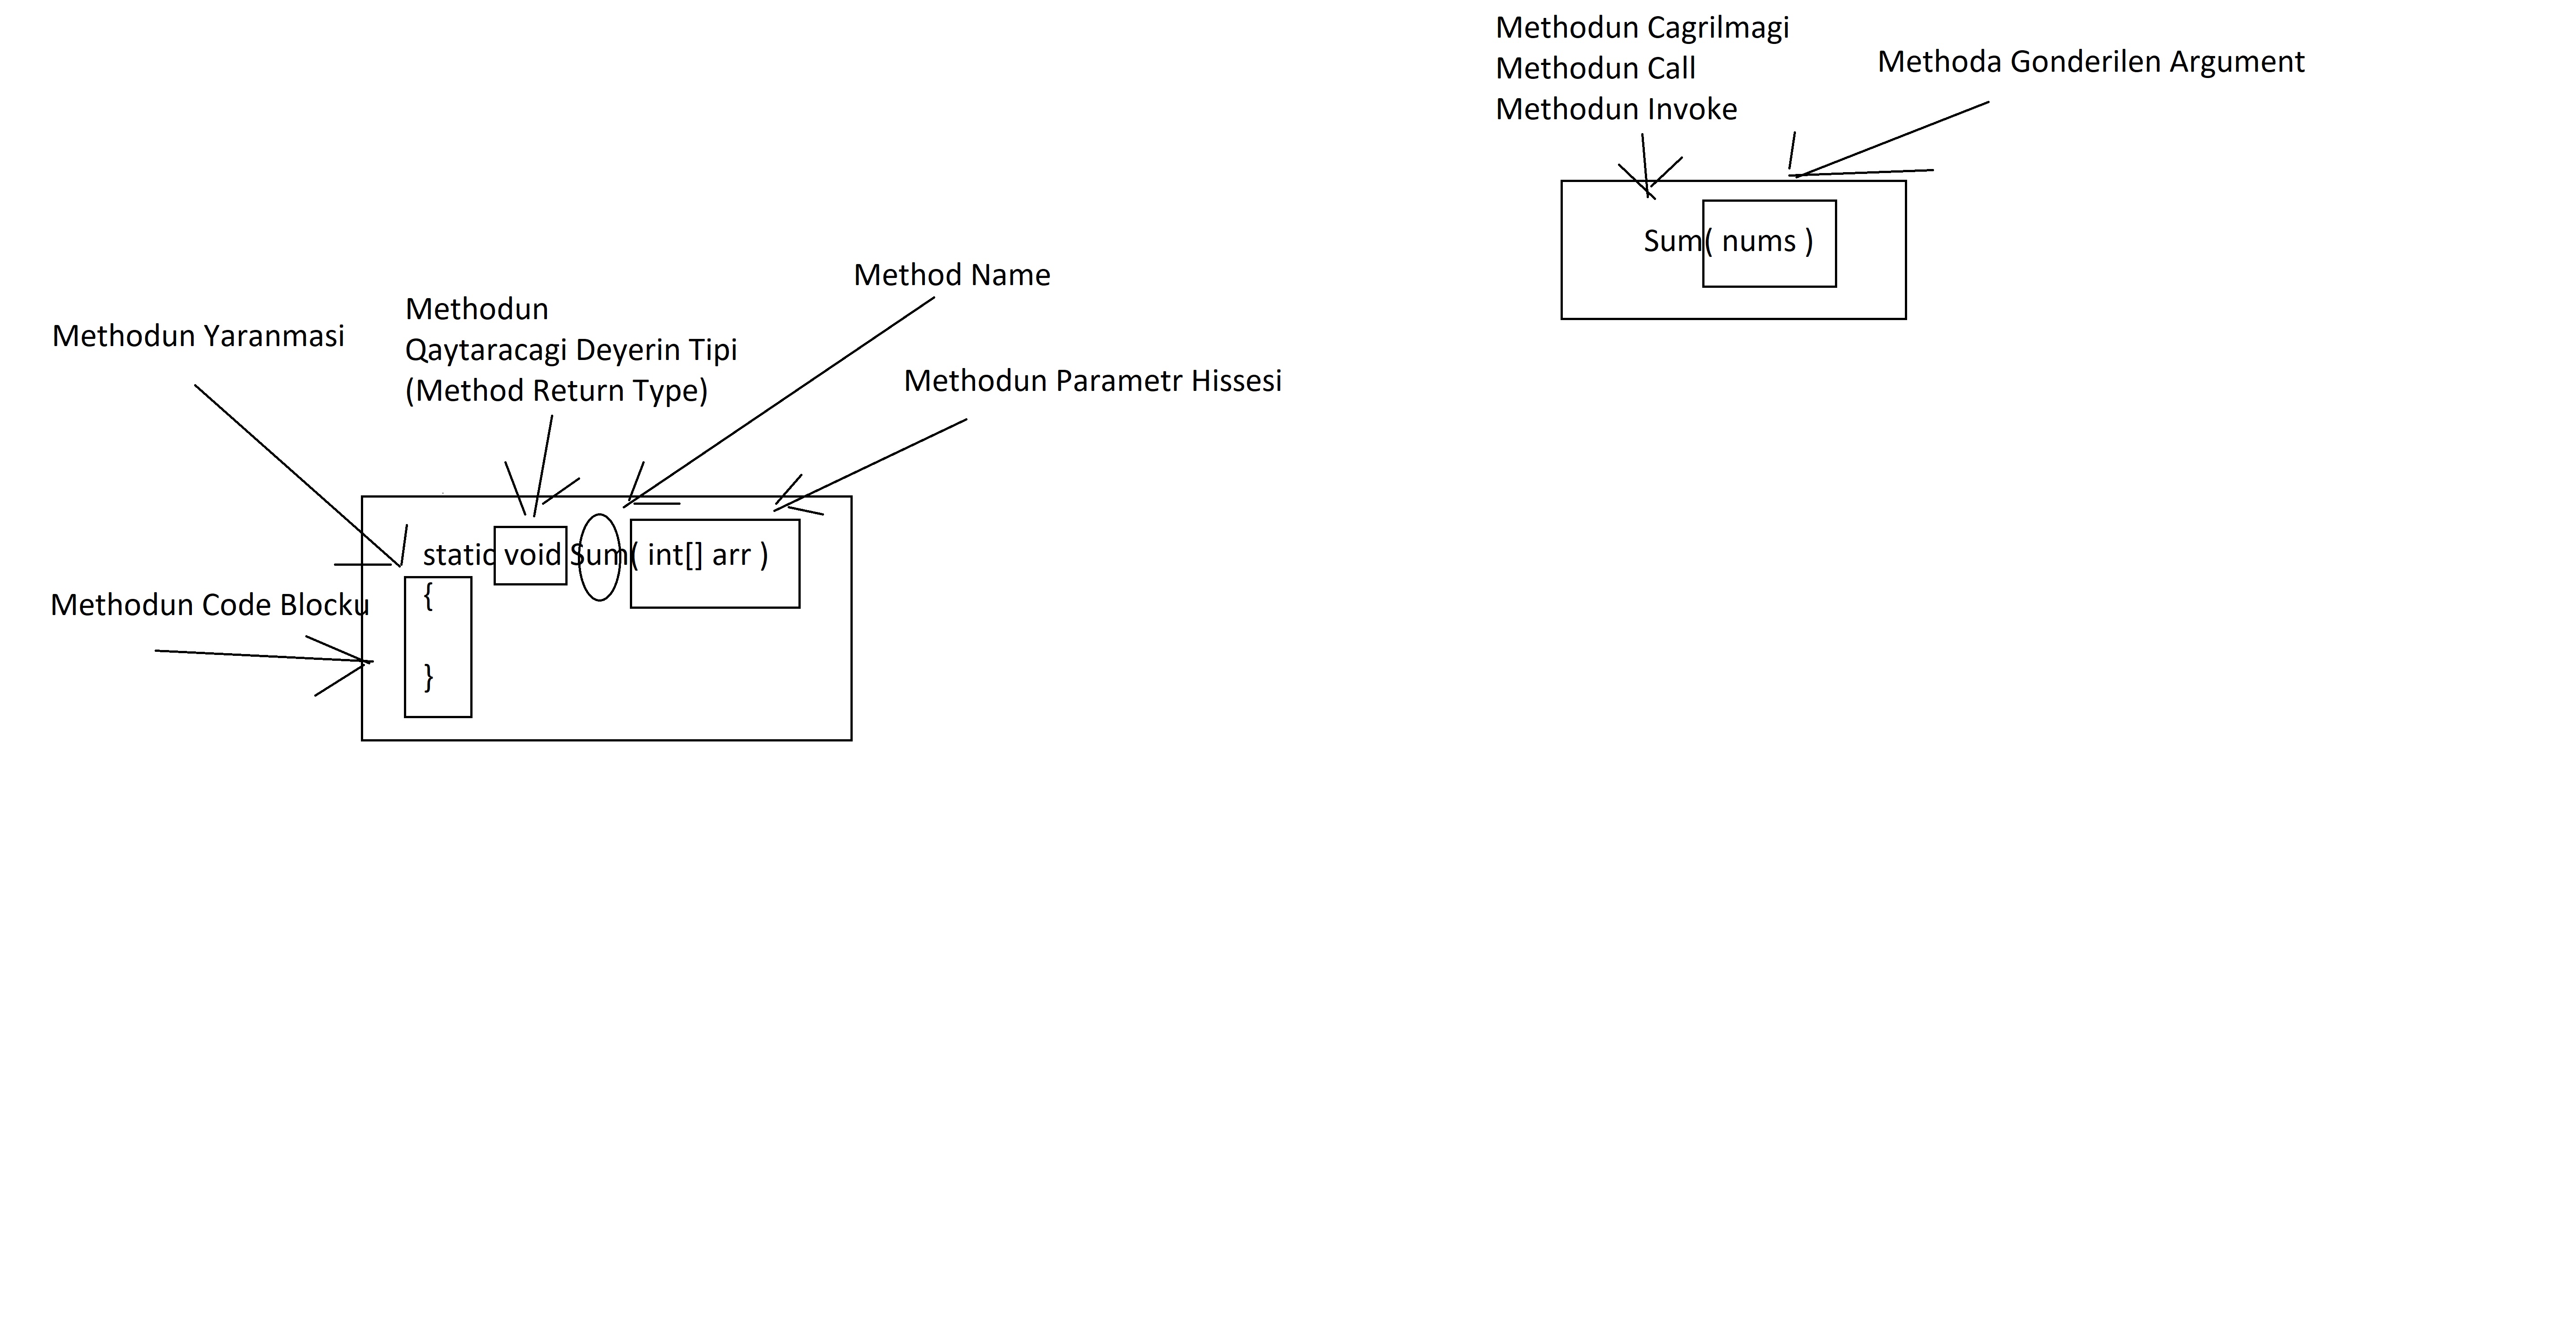 Methodun Cagrilmagi
Methodun Call
Methodun Invoke
Methoda Gonderilen Argument
Sum( nums )
Method Name
Methodun
Qaytaracagi Deyerin Tipi
(Method Return Type)
Methodun Yaranmasi
Methodun Parametr Hissesi
static void Sum( int[] arr )
{
}
Methodun Code Blocku